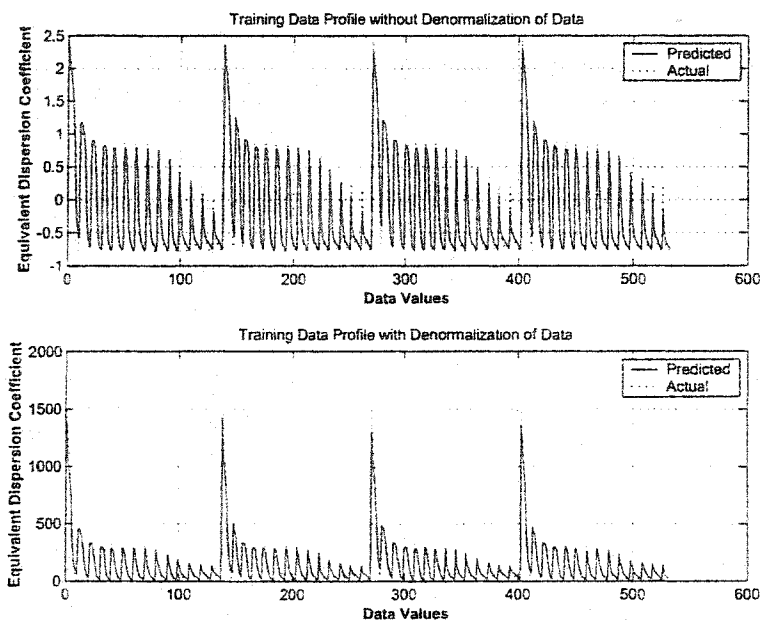 Training Data Profile without Denormalization of Data
Equivalent Dispersion Coefficient
2.5
2
1.5
1
0.5
0
-0.5
-1
Predicted
Actual
0 100 200 300 400 500 600
Data Values
Training Data Profile with Denormalization of Data
Equivalent Dispersion Coefficient
2000
1500
1000
500
0
Predicted
Actual
0 100 200 300 400 500 600
Data Values